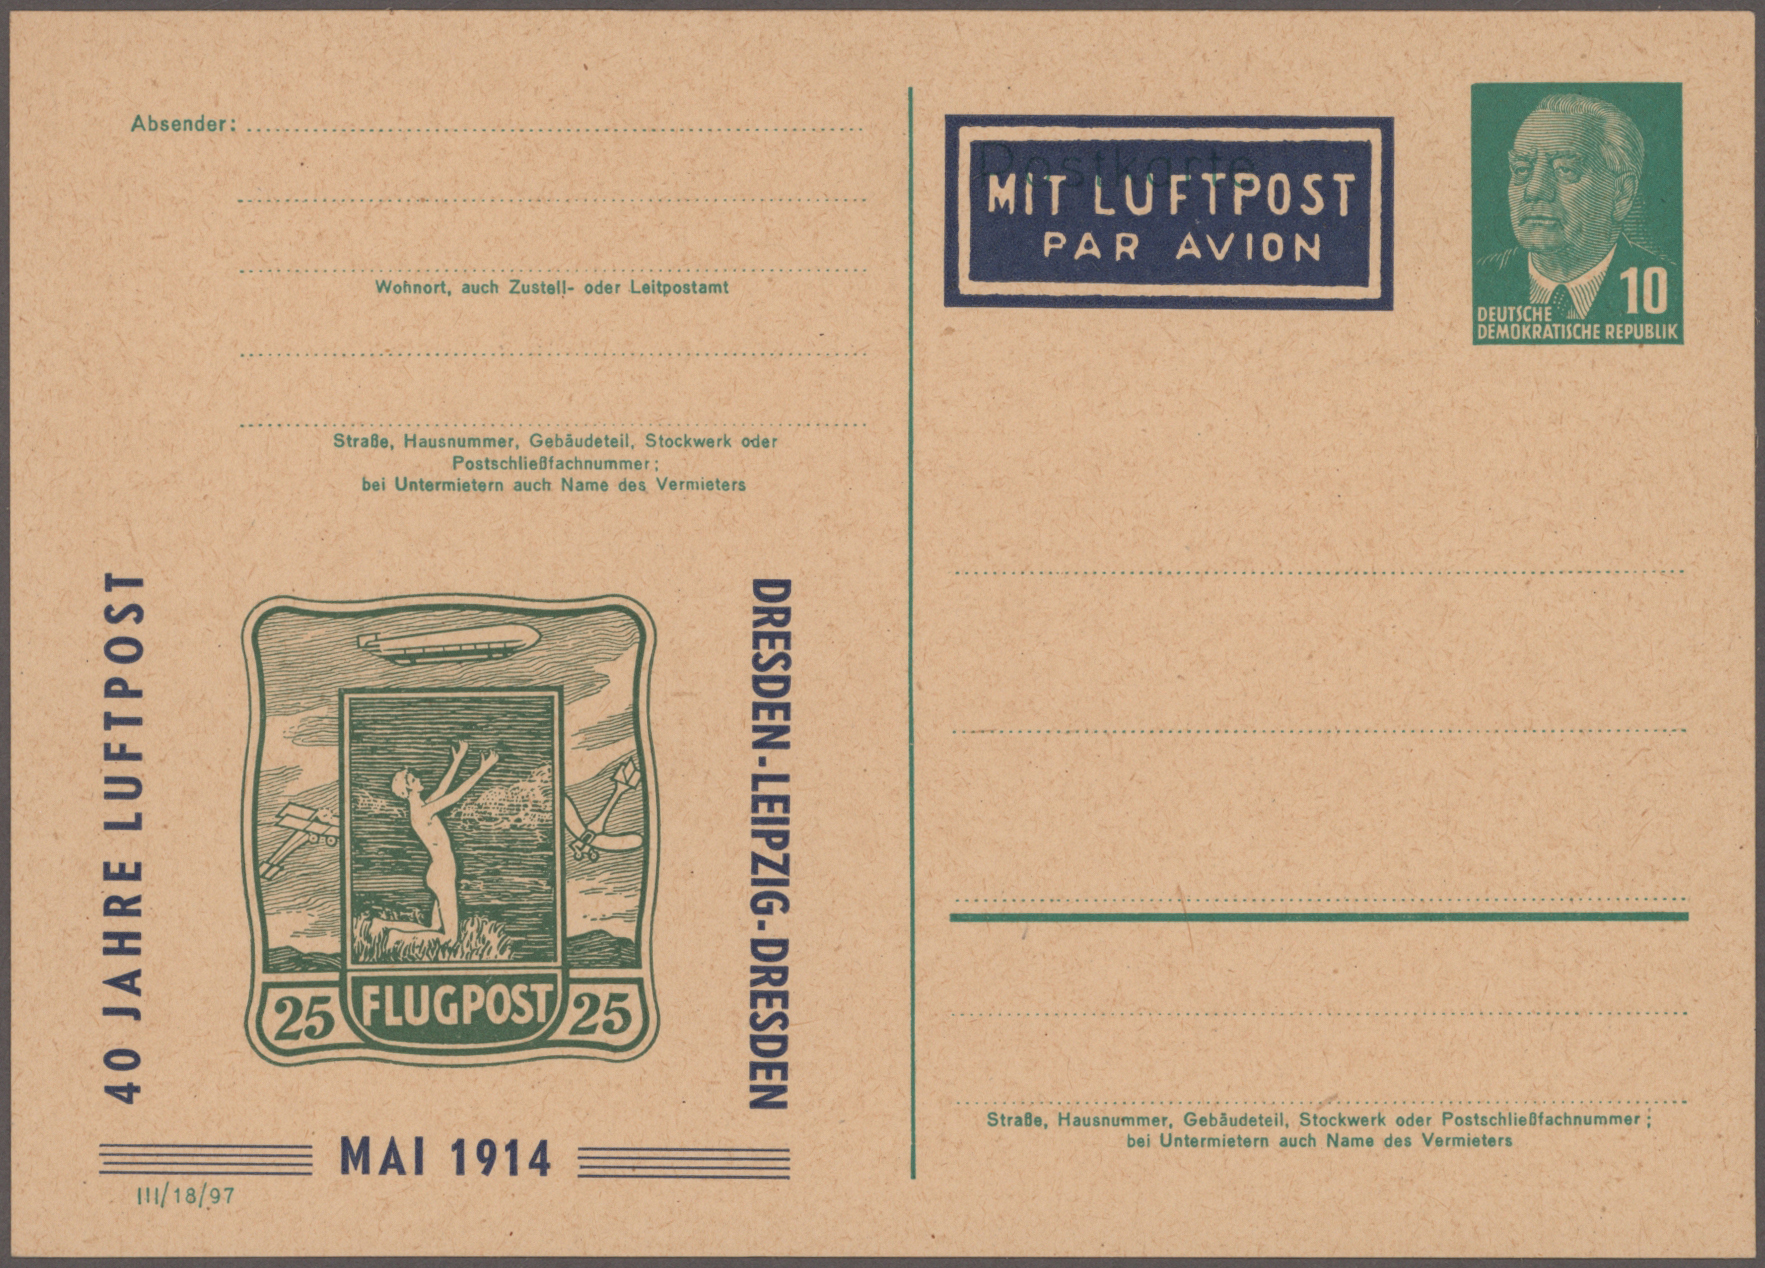 Absender:
Wohnort, auch Zustell- oder Leitpostamt
Straße, Hausnummer, Gebäudeteil, Stockwerk oder
Postschließfachnummer;
bei Untermietern auch Name des Vermieters
40 JAHRE LUFTPOST
25 FLUGPOST 25
DRESDEN-LEIPZIG-DRESDEN
MAI 1914
III/18/97
Postkarte
MIT LUFTPOST
PAR AVION
10
DEUTSCHE
DEMOKRATISCHE REPUBLIK
Straße, Hausnummer, Gebäudeteil, Stockwerk oder Postschließfachnummer;
bei Untermietern auch Name des Vermieters